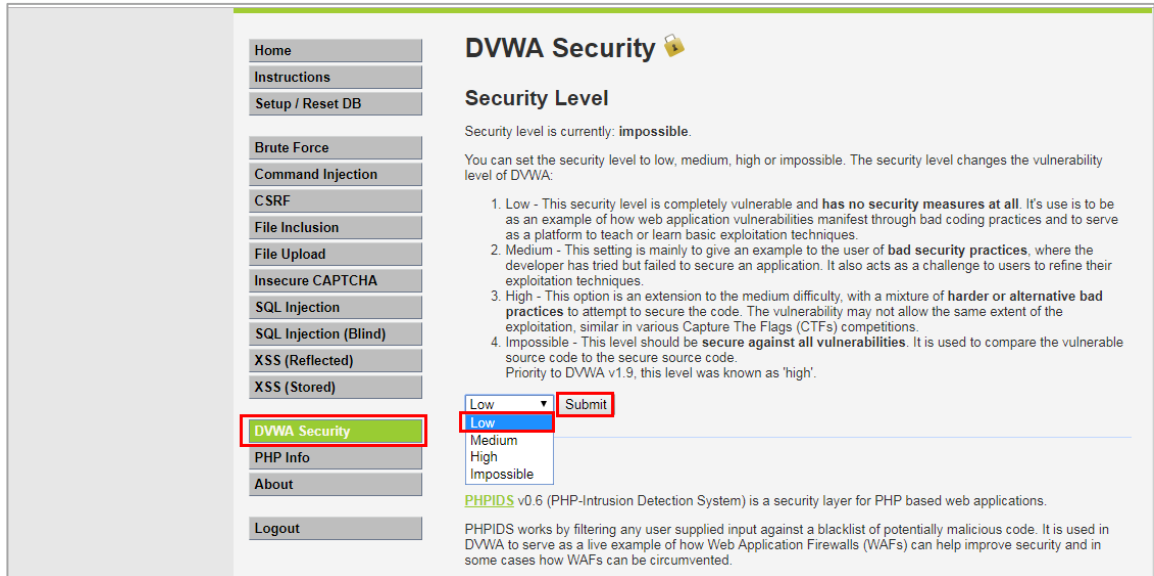 Home
Instructions
Setup / Reset DB
Brute Force
Command Injection
CSRF
File Inclusion
File Upload
Insecure CAPTCHA
SQL Injection
SQL Injection (Blind)
XSS (Reflected)
XSS (Stored)
DVWA Security
PHP Info
About
Logout
DVWA Security
Security Level
Security level is currently: impossible.
You can set the security level to low, medium, high or impossible. The security level changes the vulnerability
level of DVWA:
1. Low - This security level is completely vulnerable and has no security measures at all. It's use is to be
as an example of how web application vulnerabilities manifest through bad coding practices and to serve
as a platform to teach or learn basic exploitation techniques.
2. Medium - This setting is mainly to give an example to the user of bad security practices, where the
developer has tried but failed to secure an application. It also acts as a challenge to users to refine their
exploitation techniques.
3. High - This option is an extension to the medium difficulty, with a mixture of harder or alternative bad
practices to attempt to secure the code. The vulnerability may not allow the same extent of the
exploitation, similar in various Capture The Flags (CTFs) competitions.
4. Impossible - This level should be secure against all vulnerabilities. It is used to compare the vulnerable
source code to the secure source code.
Priority to DVWA v1.9, this level was known as 'high'.
Low Submit
Low
Medium
High
Impossible
PHPIDS v0.6 (PHP-Intrusion Detection System) is a security layer for PHP based web applications.
PHPIDS works by filtering any user supplied input against a blacklist of potentially malicious code. It is used in
DVWA to serve as a live example of how Web Application Firewalls (WAFs) can help improve security and in
some cases how WAFs can be circumvented.